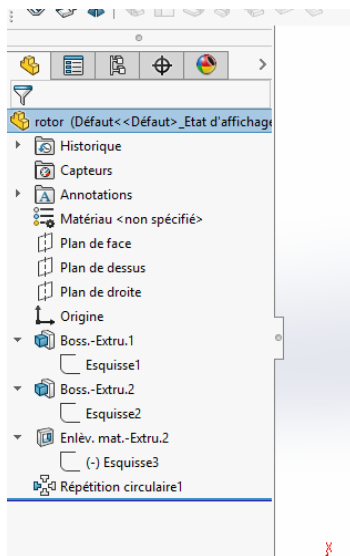 rotor (Défaut<<Défaut>_Etat d'affichage
Historique
Capteurs
Annotations
Matériau <non spécifié>
Plan de face
Plan de dessus
Plan de droite
Origine
Boss.-Extru.1
Esquisse1
Boss.-Extru.2
Esquisse2
Enlèv. mat.-Extru.2
(-) Esquisse3
Répétition circulaire1